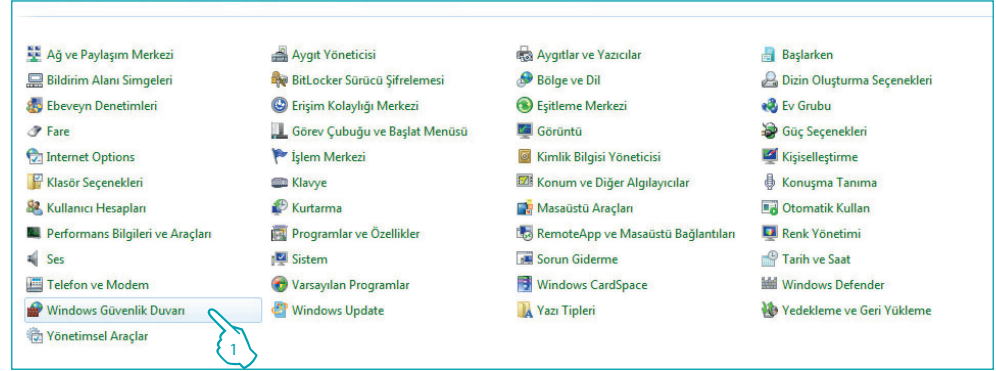 Ağ ve Paylaşım Merkezi Aygıt Yöneticisi Aygıtlar ve Yazıcılar Başlarken
Bildirim Alanı Simgeleri BitLocker Sürücü Şifrelemesi Bölge ve Dil Dizin Oluşturma Seçenekleri
Ebeveyn Denetimleri Erişim Kolaylığı Merkezi Eşitleme Merkezi Ev Grubu
Fare Görev Çubuğu ve Başlat Menüsü Görüntü Güç Seçenekleri
Internet Options İşlem Merkezi Kimlik Bilgisi Yöneticisi Kişiselleştirme
Klasör Seçenekleri Klavye Konum ve Diğer Algılayıcılar Konuşma Tanıma
Kullanıcı Hesapları Kurtarma Masaüstü Araçları Otomatik Kullan
Performans Bilgileri ve Araçları Programlar ve Özellikler RemoteApp ve Masaüstü Bağlantıları Renk Yönetimi
Ses Sistem Sorun Giderme Tarih ve Saat
Telefon ve Modem Varsayılan Programlar Windows CardSpace Windows Defender
Windows Güvenlik Duvarı Windows Update Yazı Tipleri Yedekleme ve Geri Yükleme
Yönetimsel Araçlar
1